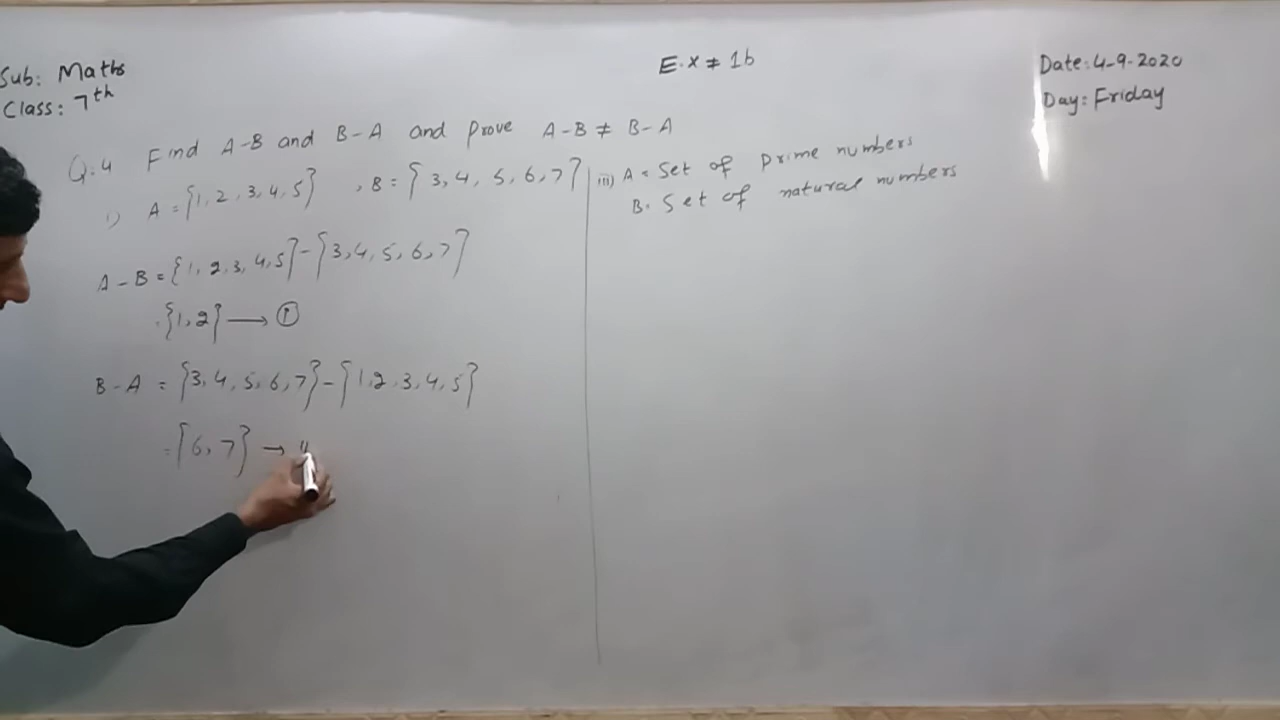 Sub: Maths
Class: 7th
E.x ≠ 1b
Date: 4-9-2020
Day: Friday
Q.4 Find A-B and B-A and prove A-B ≠ B-A
i) A = {1, 2, 3, 4, 5} , B = { 3, 4, 5, 6, 7}
A-B = {1, 2, 3, 4, 5} - {3, 4, 5, 6, 7}
= {1, 2} → ①
B-A = {3, 4, 5, 6, 7} - {1, 2, 3, 4, 5}
= {6, 7} →
iii) A = Set of prime numbers
B = Set of natural numbers